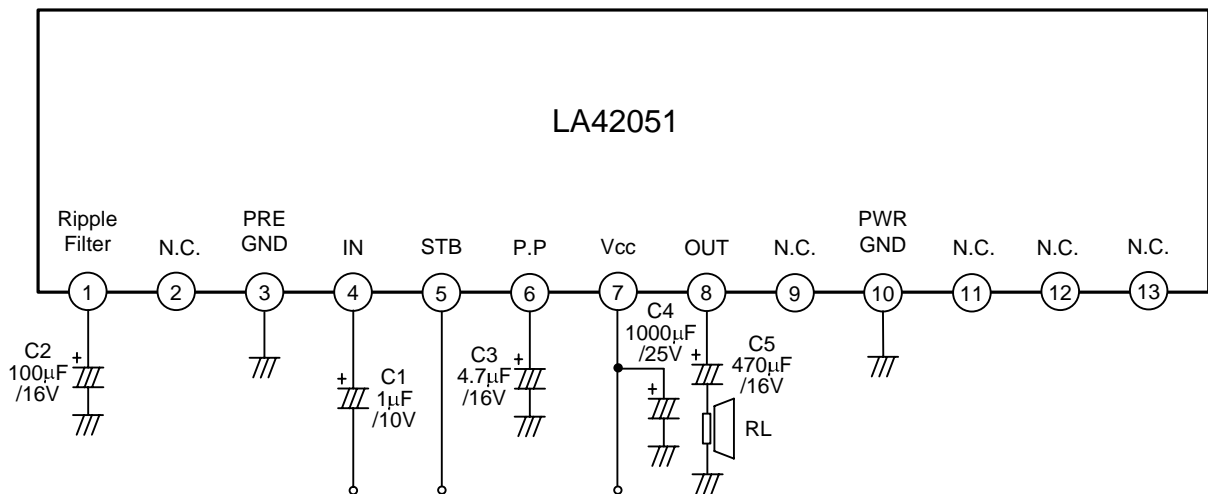 LA42051
Ripple
Filter
N.C.
PRE
GND
IN
STB
P.P
Vcc
OUT
N.C.
PWR
GND
N.C.
N.C.
N.C.
1
2
3
4
5
6
7
8
9
10
11
12
13
C2
100μF
/16V
C1
1μF
/10V
C3
4.7μF
/16V
C4
1000μF
/25V
C5
470μF
/16V
RL
+
+
+
+
+